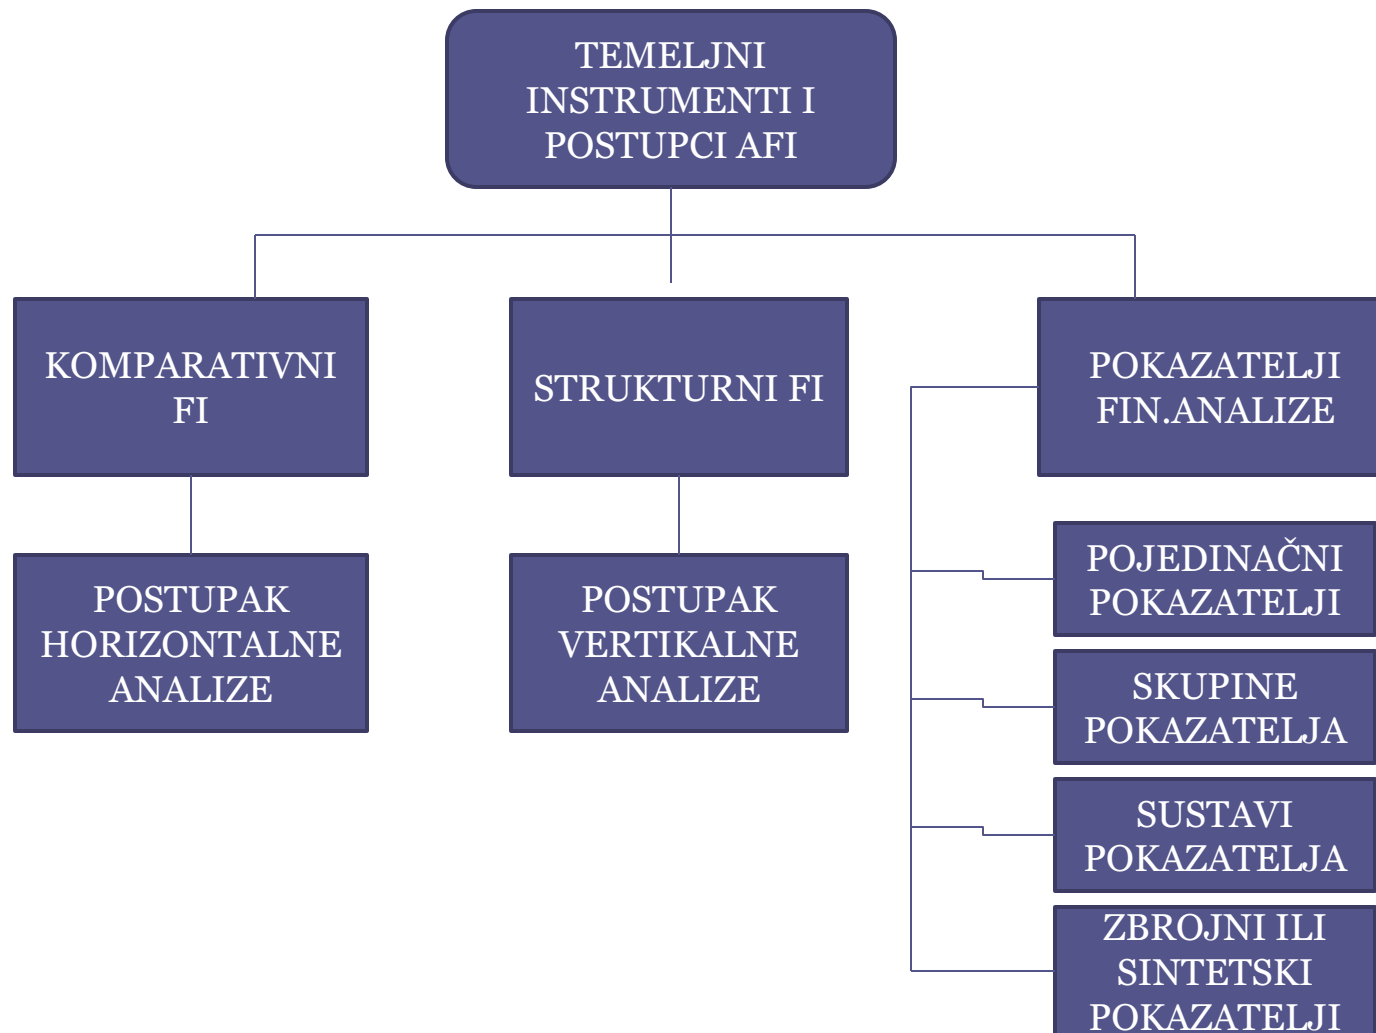 TEMELJNI
INSTRUMENTI I
POSTUPCI AFI
KOMPARATIVNI
FI
STRUKTURNI FI
POKAZATELJI
FIN.ANALIZE
POSTUPAK
HORIZONTALNE
ANALIZE
POSTUPAK
VERTIKALNE
ANALIZE
POJEDINAČNI
POKAZATELJI
SKUPINE
POKAZATELJA
SUSTAVI
POKAZATELJA
ZBROJNI ILI
SINTETSKI
POKAZATELJI